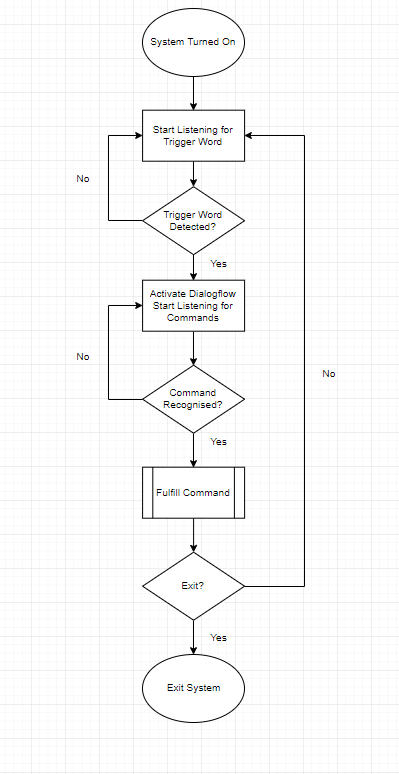 System Turned On
Start Listening for
Trigger Word
No
Trigger Word
Detected?
Yes
Activate Dialogflow
Start Listening for
Commands
No
No
Command
Recognised?
Yes
Fulfill Command
Exit?
Yes
Exit System